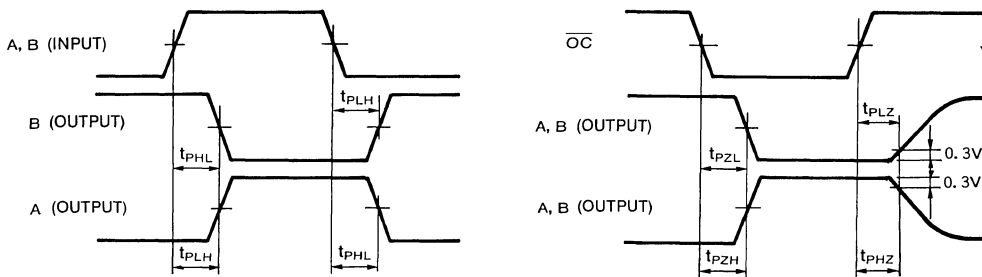 A, B (INPUT)
tPLH
B (OUTPUT)
tPHL
A (OUTPUT)
tPLH
tPHL
OC
tPLZ
A, B (OUTPUT)
0.3V
tPZL
0.3V
A, B (OUTPUT)
tPZH
tPHZ